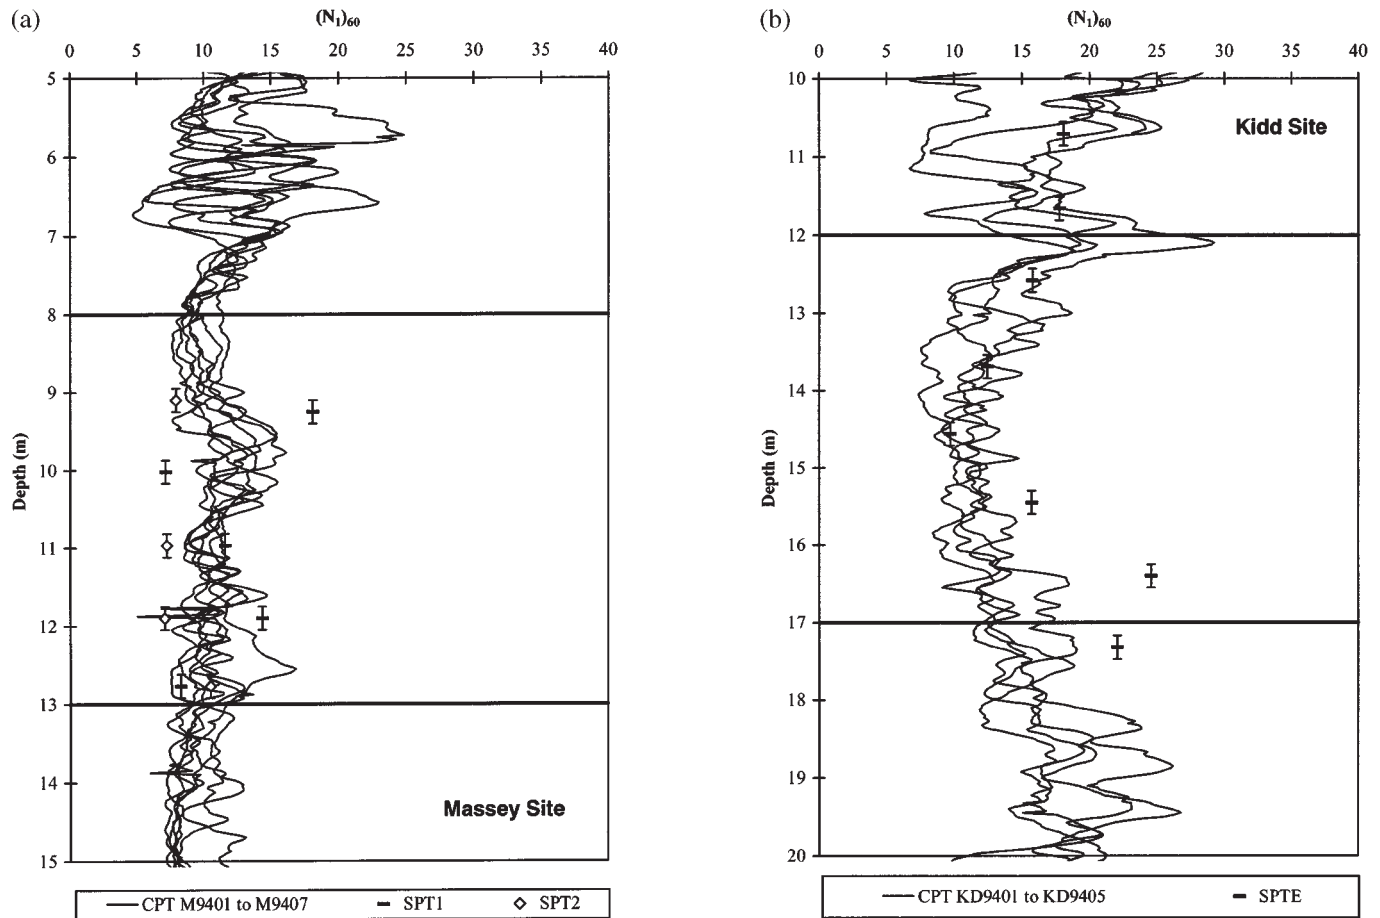 (a)
(N1)60
0 5 10 15 20 25 30 35 40
5
6
7
8
9
10
11
12
13
14
15
Depth (m)
Massey Site
CPT M9401 to M9407 SPT1 SPT2
(b)
(N1)60
0 5 10 15 20 25 30 35 40
10
11
12
13
14
15
16
17
18
19
20
Depth (m)
Kidd Site
CPT KD9401 to KD9405 SPTE